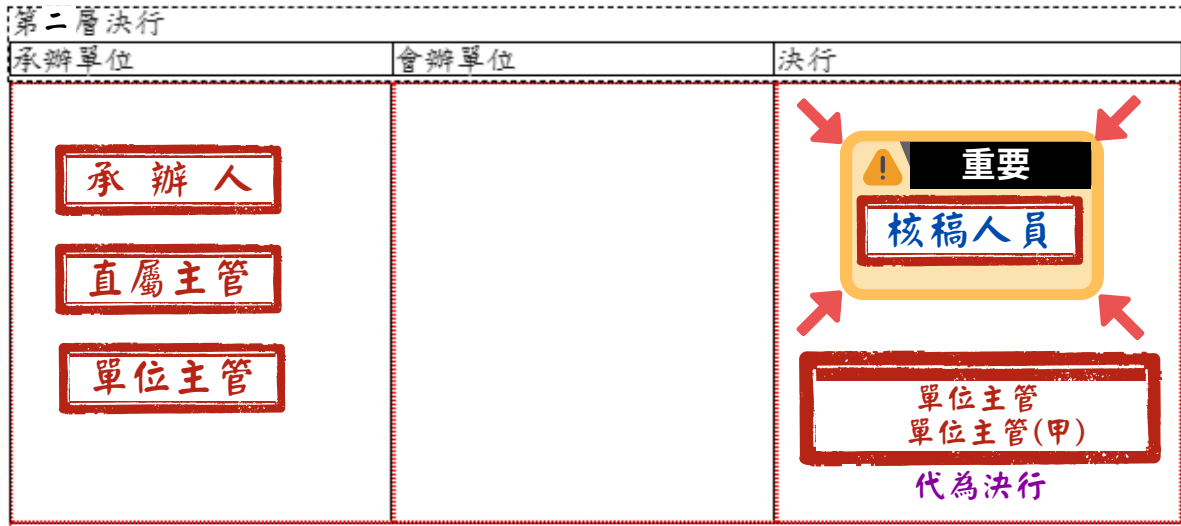 第二層決行
承辦單位
會辦單位
決行
承辦人
直屬主管
單位主管
重要
核稿人員
單位主管
單位主管(甲)
代為決行